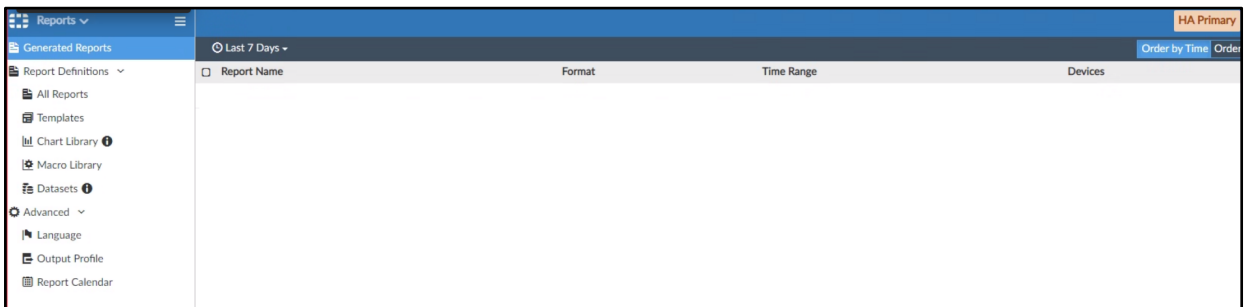 Reports
HA Primary
Generated Reports
Last 7 Days
Order by Time Order
Report Definitions
Report Name Format Time Range Devices
All Reports
Templates
Chart Library
Macro Library
Datasets
Advanced
Language
Output Profile
Report Calendar